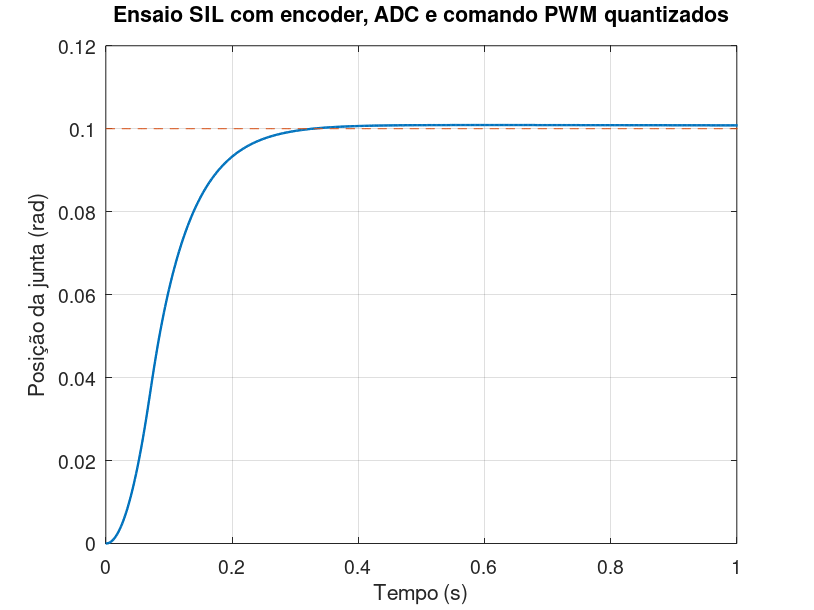 Ensaio SIL com encoder, ADC e comando PWM quantizados
0.12
0.1
0.08
0.06
0.04
0.02
0
Posição da junta (rad)
0 0.2 0.4 0.6 0.8 1
Tempo (s)